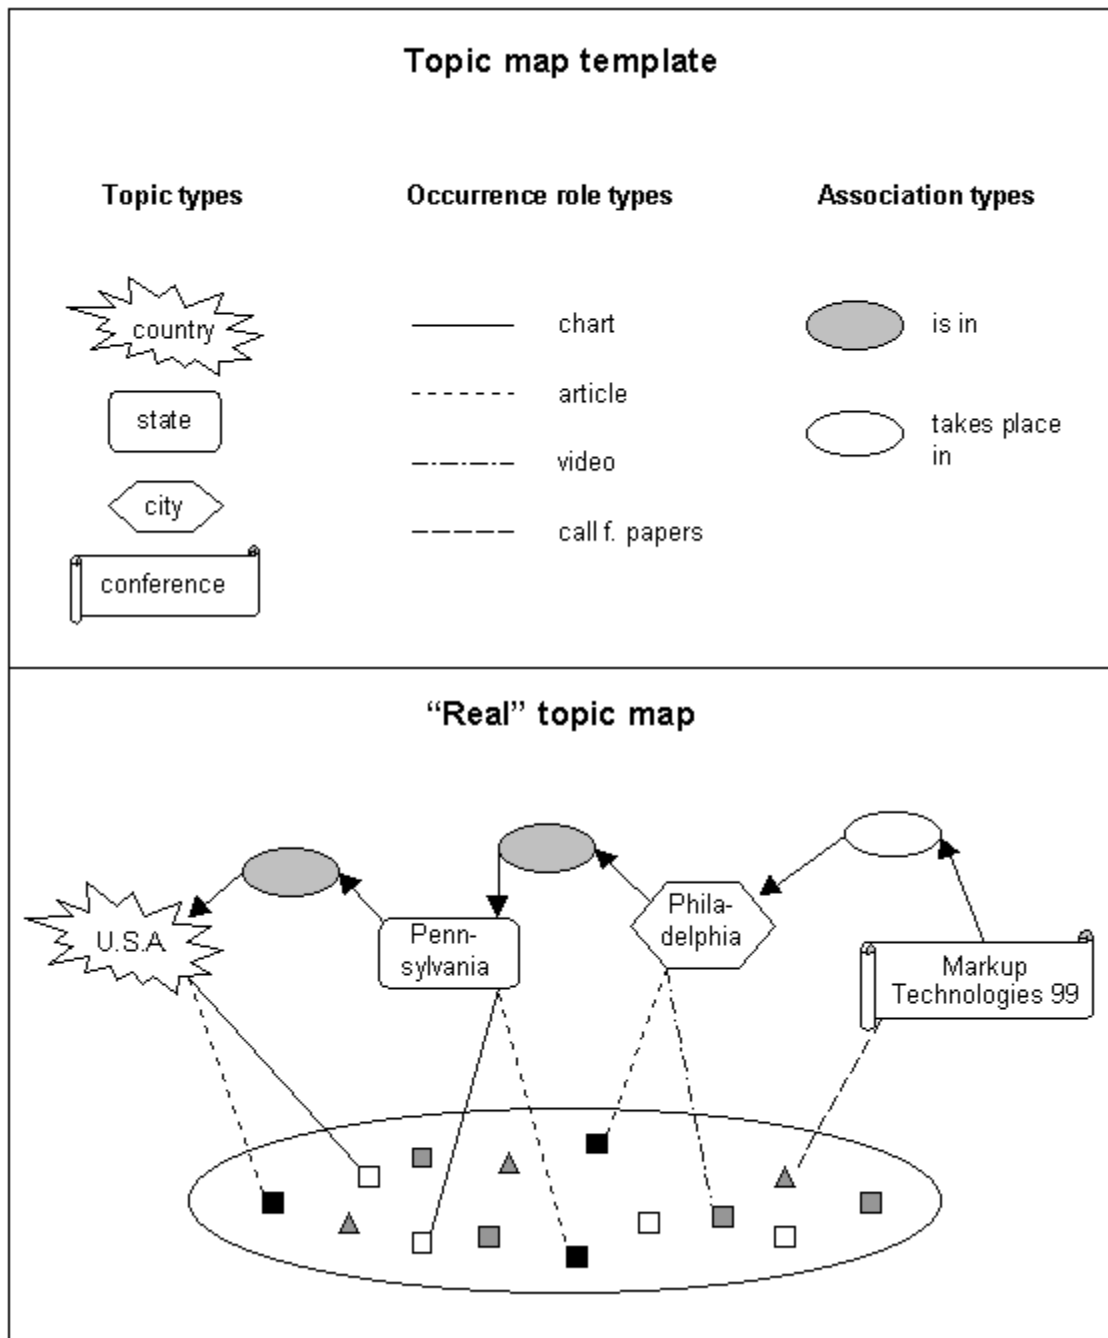 Topic map template
Topic types
Occurrence role types
Association types
country
state
city
conference
chart
article
video
call f. papers
is in
takes place
in
“Real” topic map
U.S.A.
Penn-
sylvania
Phila-
delphia
Markup
Technologies 99